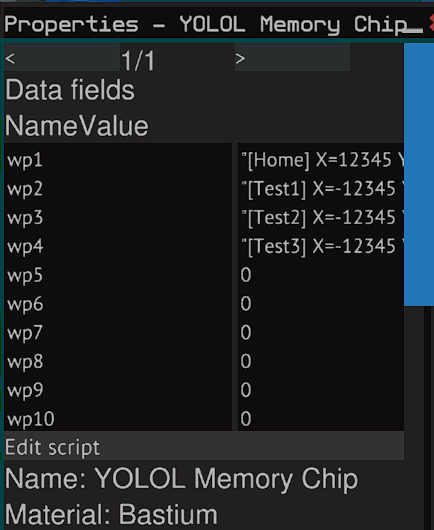 Properties - YOLOL Memory Chip
< 1/1 >
Data fields
NameValue
wp1 "[Home] X=12345
wp2 "[Test1] X=-12345
wp3 "[Test2] X=-12345
wp4 "[Test3] X=-12345
wp5 0
wp6 0
wp7 0
wp8 0
wp9 0
wp10 0
Edit script
Name: YOLOL Memory Chip
Material: Bastium